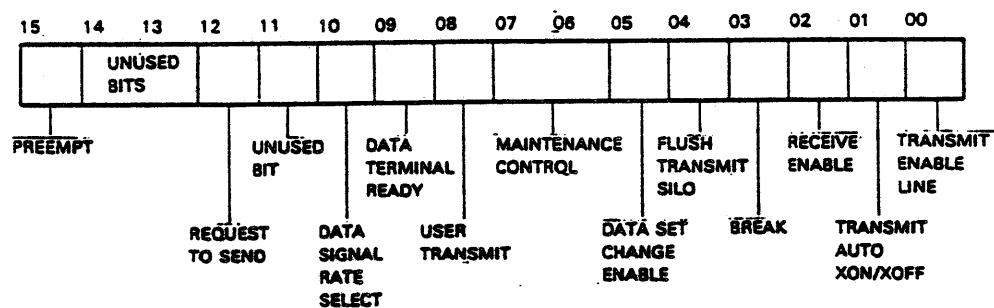 15 14 13 12 11 10 09 08 07 06 05 04 03 02 01 00
UNUSED
BITS
PREEMPT
UNUSED
BIT
DATA
TERMINAL
READY
MAINTENANCE
CONTROL
FLUSH
TRANSMIT
SILO
RECEIVE
ENABLE
TRANSMIT
ENABLE
LINE
REQUEST
TO SEND
DATA
SIGNAL
RATE
SELECT
USER
TRANSMIT
DATA SET
CHANGE
ENABLE
BREAK
TRANSMIT
AUTO
XON/XOFF